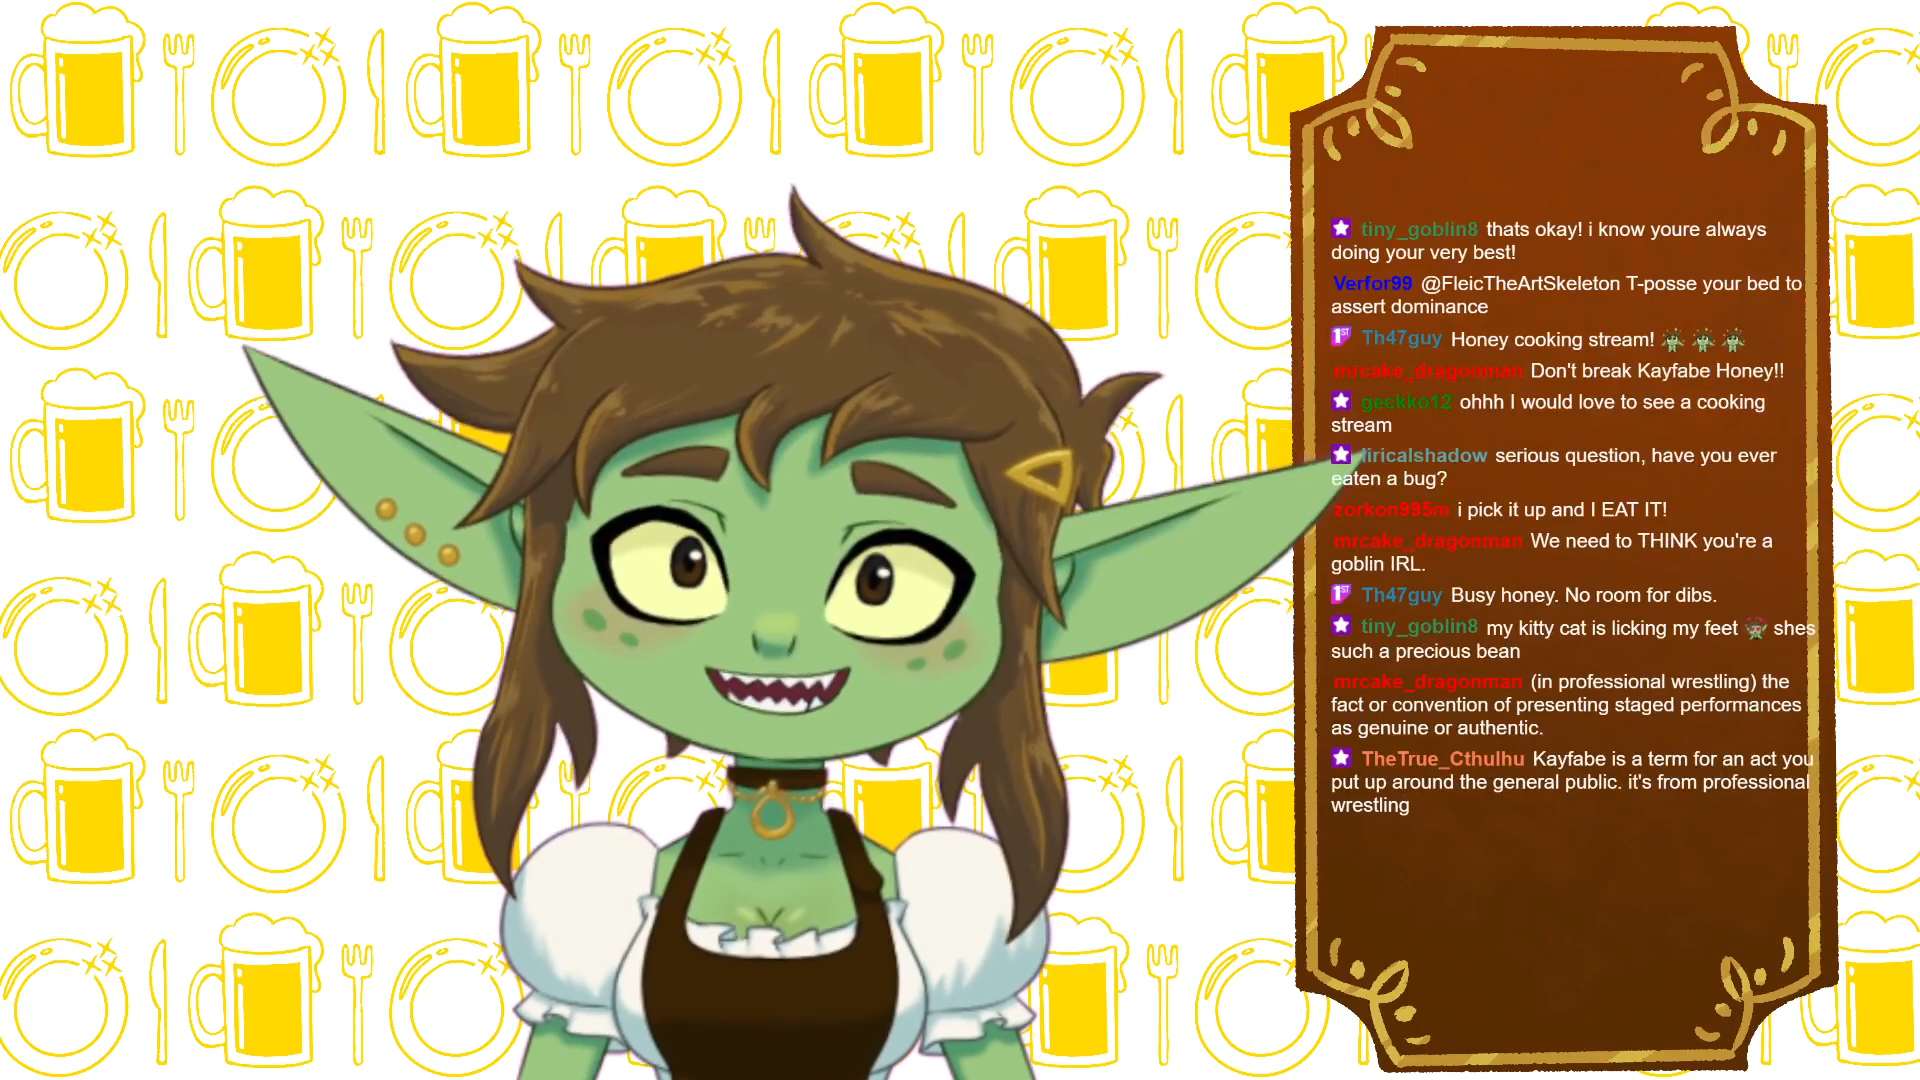 tiny_goblin8 thats okay! i know youre always
doing your very best!
Verfor99 @FleicTheArtSkeleton T-posse your bed to
assert dominance
1ST Th47guy Honey cooking stream!
mrcake_dragonman Don't break Kayfabe Honey!!
geckko12 ohhh I would love to see a cooking
stream
liricalshadow serious question, have you ever
eaten a bug?
zorkon995m i pick it up and I EAT IT!
mrcake_dragonman We need to THINK you're a
goblin IRL.
1ST Th47guy Busy honey. No room for dibs.
tiny_goblin8 my kitty cat is licking my feet shes
such a precious bean
mrcake_dragonman (in professional wrestling) the
fact or convention of presenting staged performances
as genuine or authentic.
TheTrue_Cthulhu Kayfabe is a term for an act you
put up around the general public. it's from professional
wrestling